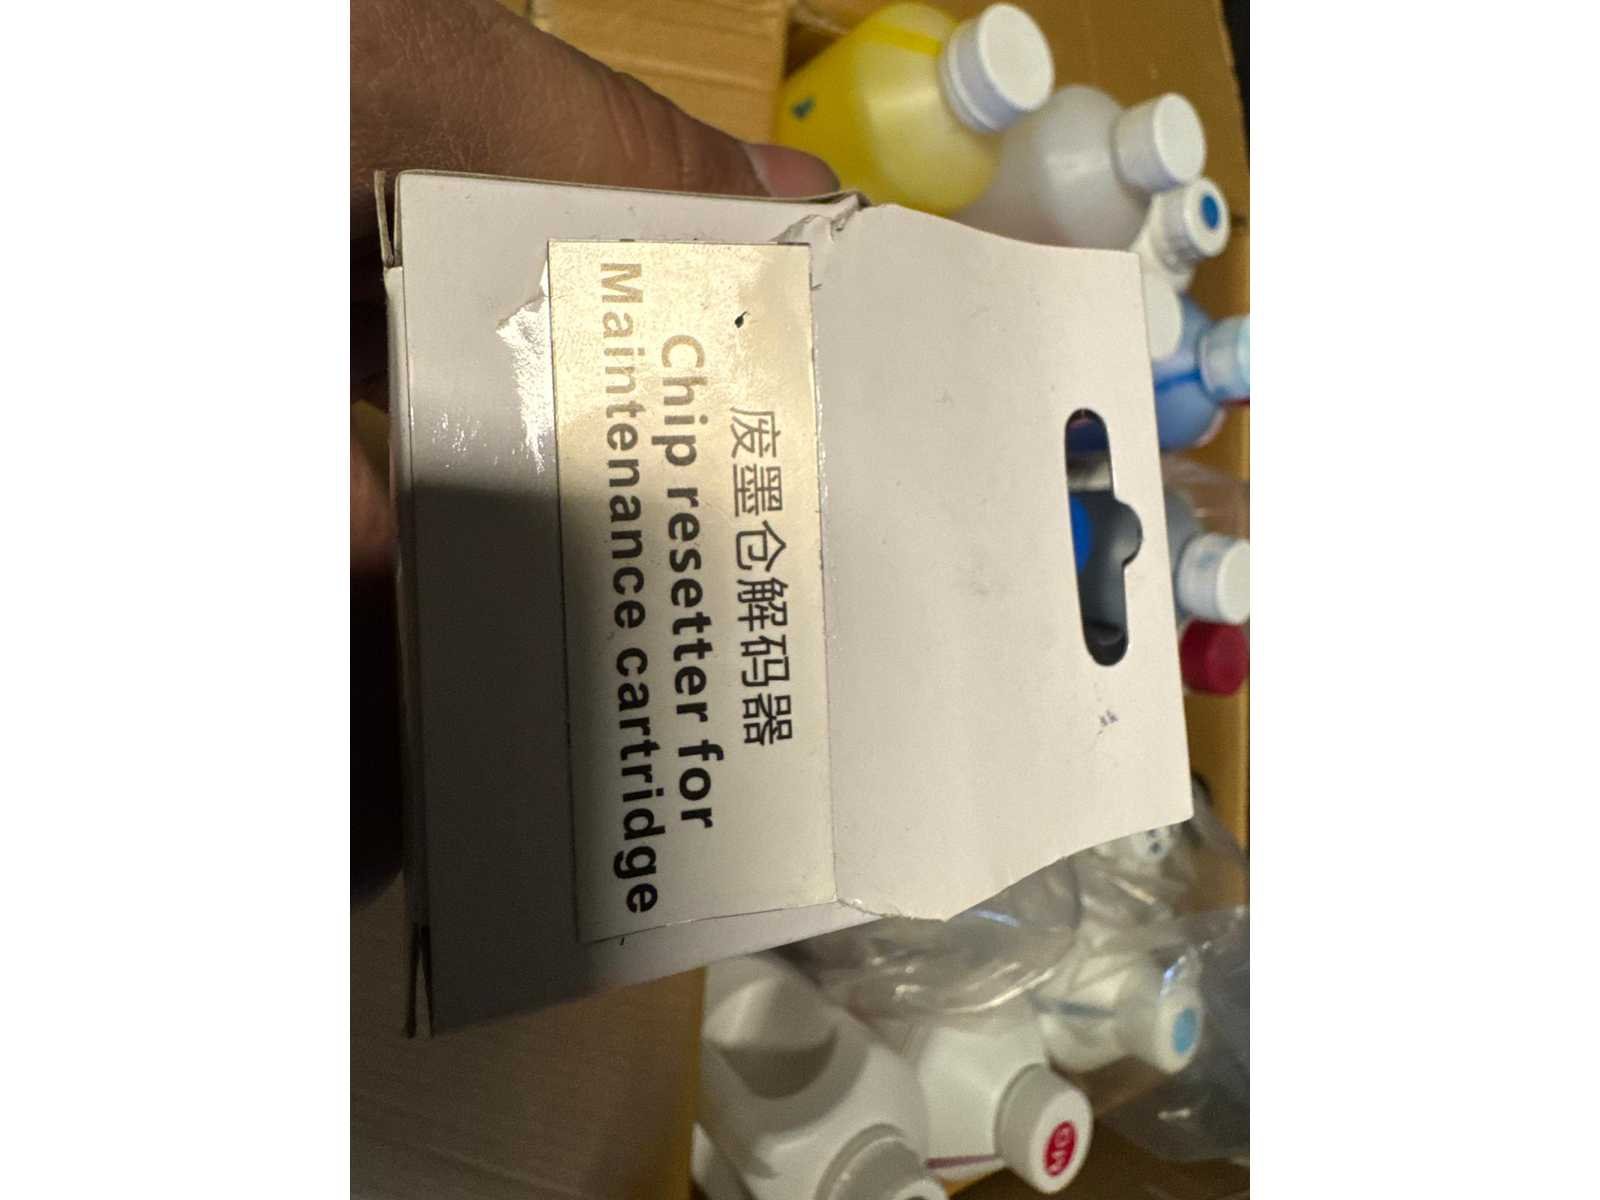 废墨仓解码器
Chip resetter for
Maintenance cartridge